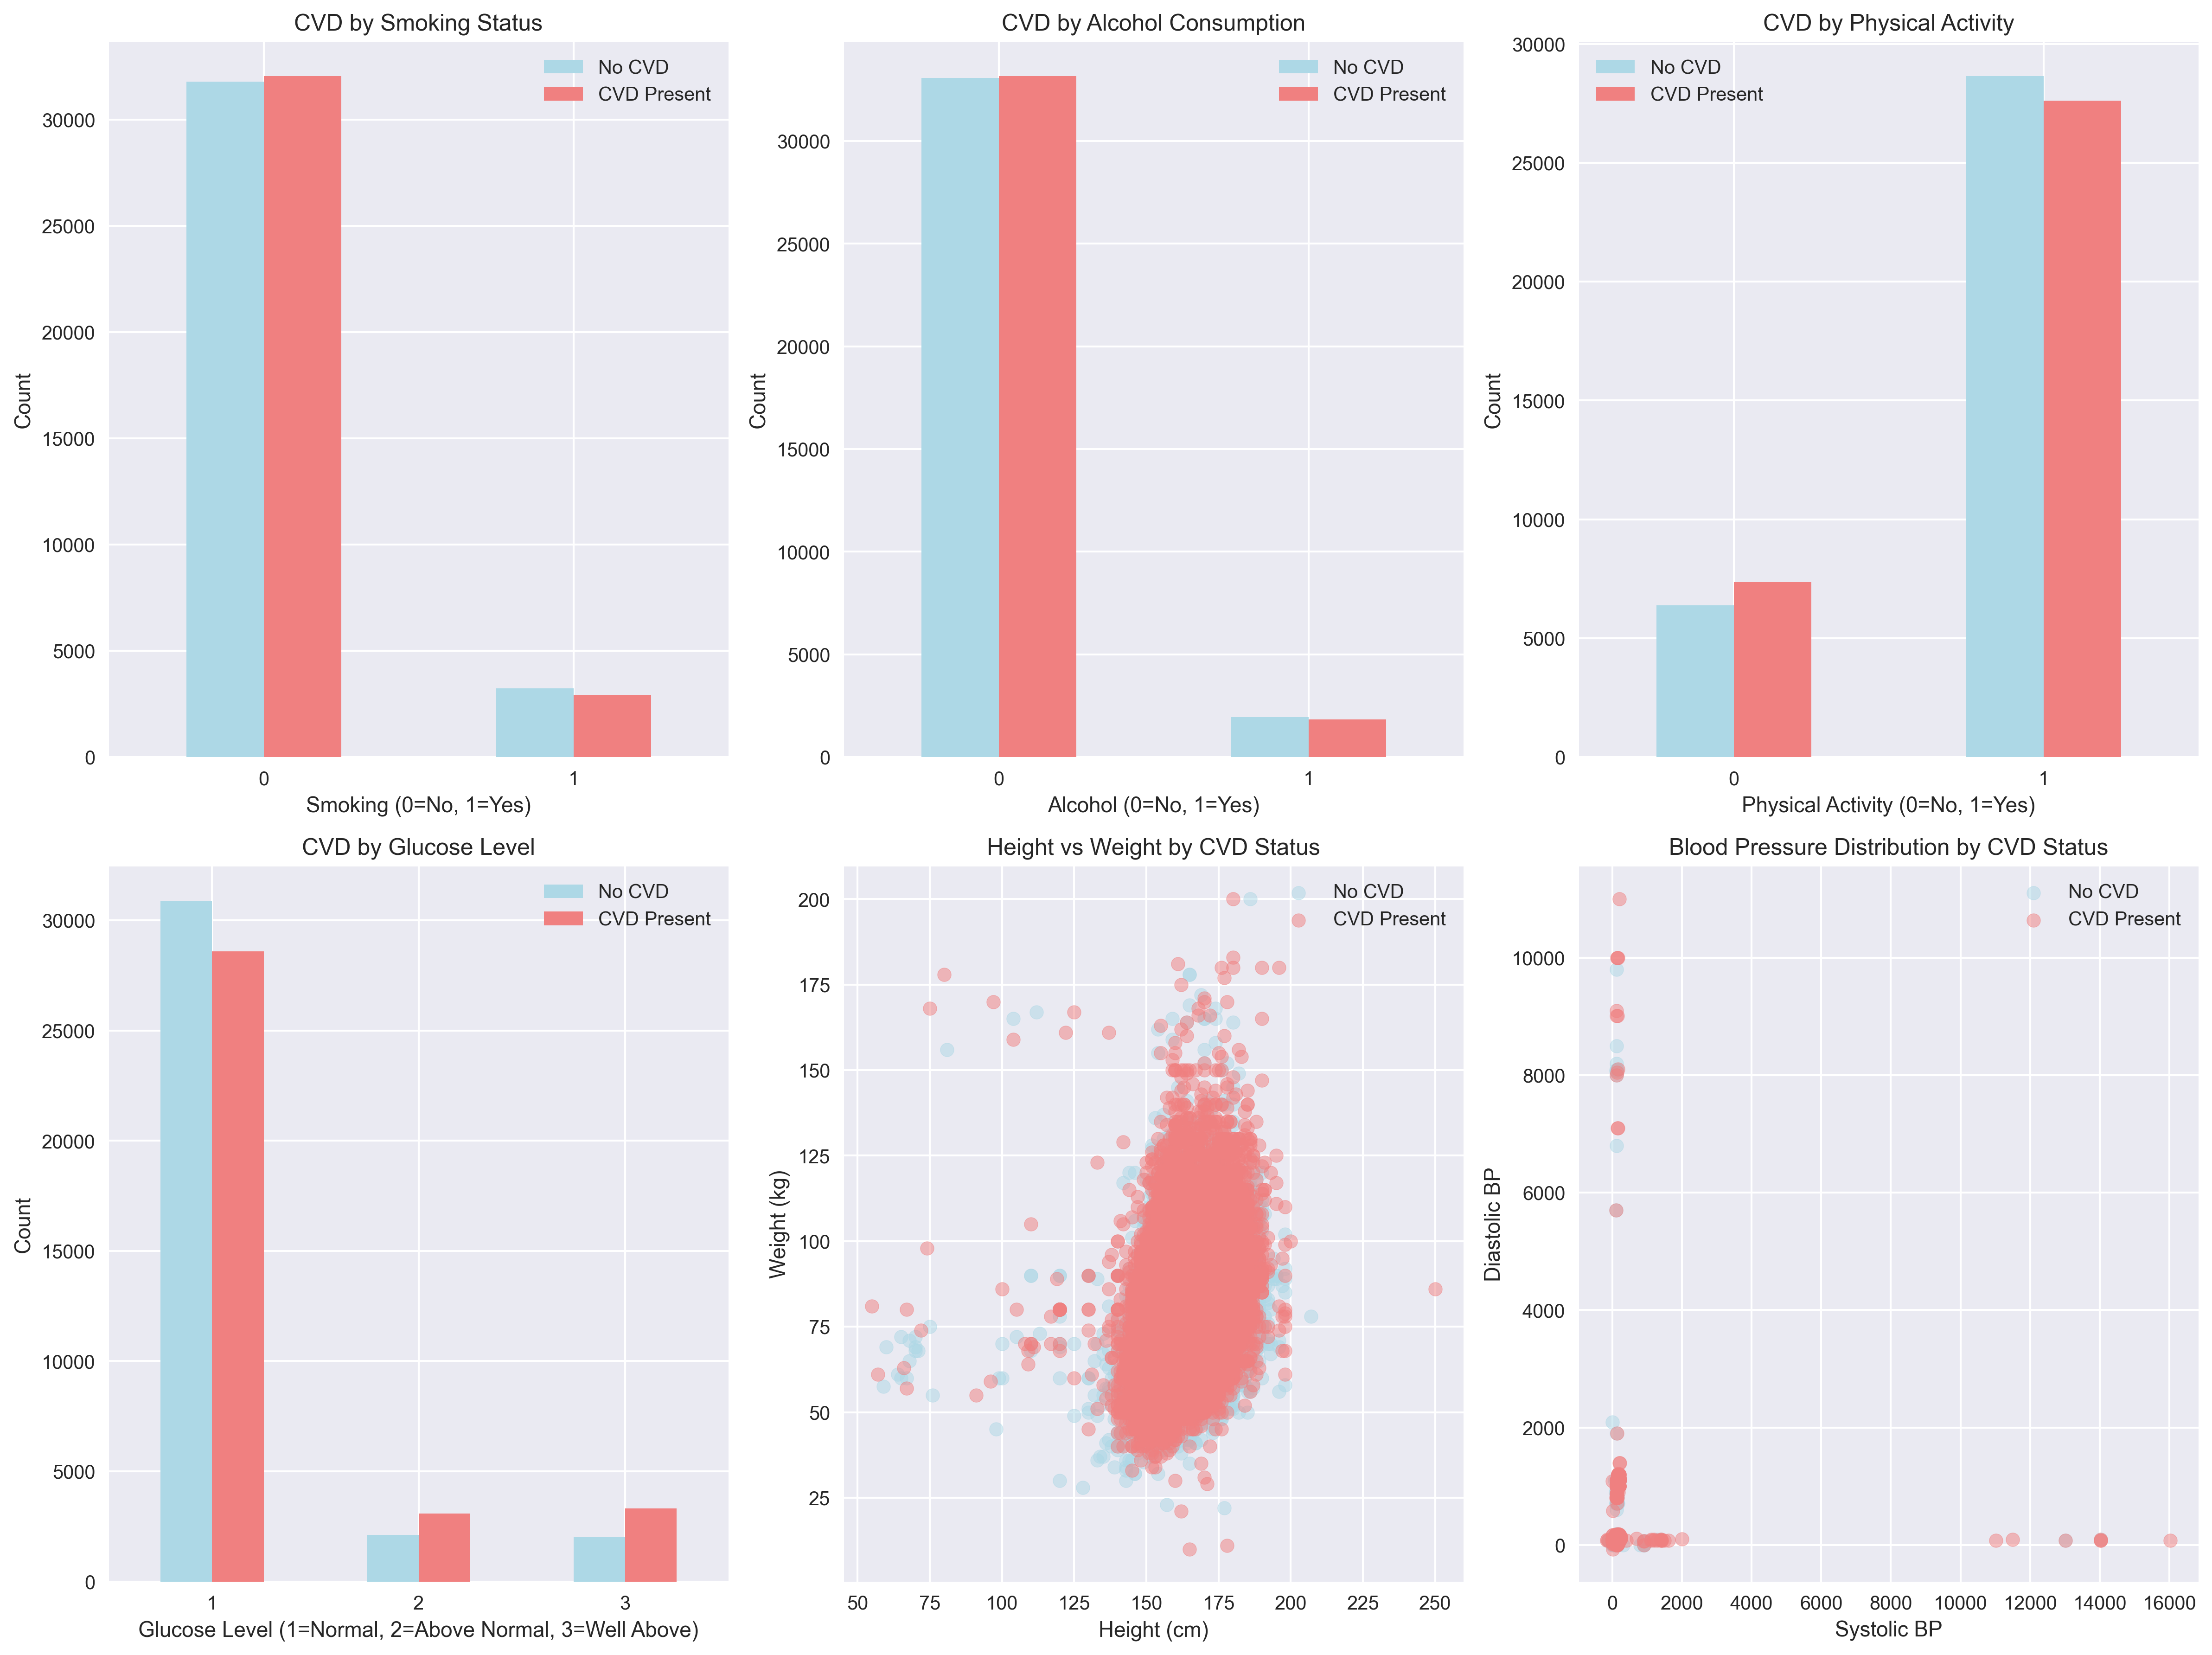 CVD by Smoking Status
No CVD
CVD Present
30000
25000
20000
15000
10000
5000
0
Count
0 1
Smoking (0=No, 1=Yes)
CVD by Alcohol Consumption
No CVD
CVD Present
30000
25000
20000
15000
10000
5000
0
Count
0 1
Alcohol (0=No, 1=Yes)
CVD by Physical Activity
No CVD
CVD Present
30000
25000
20000
15000
10000
5000
0
Count
0 1
Physical Activity (0=No, 1=Yes)
CVD by Glucose Level
No CVD
CVD Present
30000
25000
20000
15000
10000
5000
0
Count
1 2 3
Glucose Level (1=Normal, 2=Above Normal, 3=Well Above)
Height vs Weight by CVD Status
No CVD
CVD Present
200
175
150
125
100
75
50
25
Weight (kg)
50 75 100 125 150 175 200 225 250
Height (cm)
Blood Pressure Distribution by CVD Status
No CVD
CVD Present
10000
8000
6000
4000
2000
0
Diastolic BP
0 2000 4000 6000 8000 10000 12000 14000 16000
Systolic BP